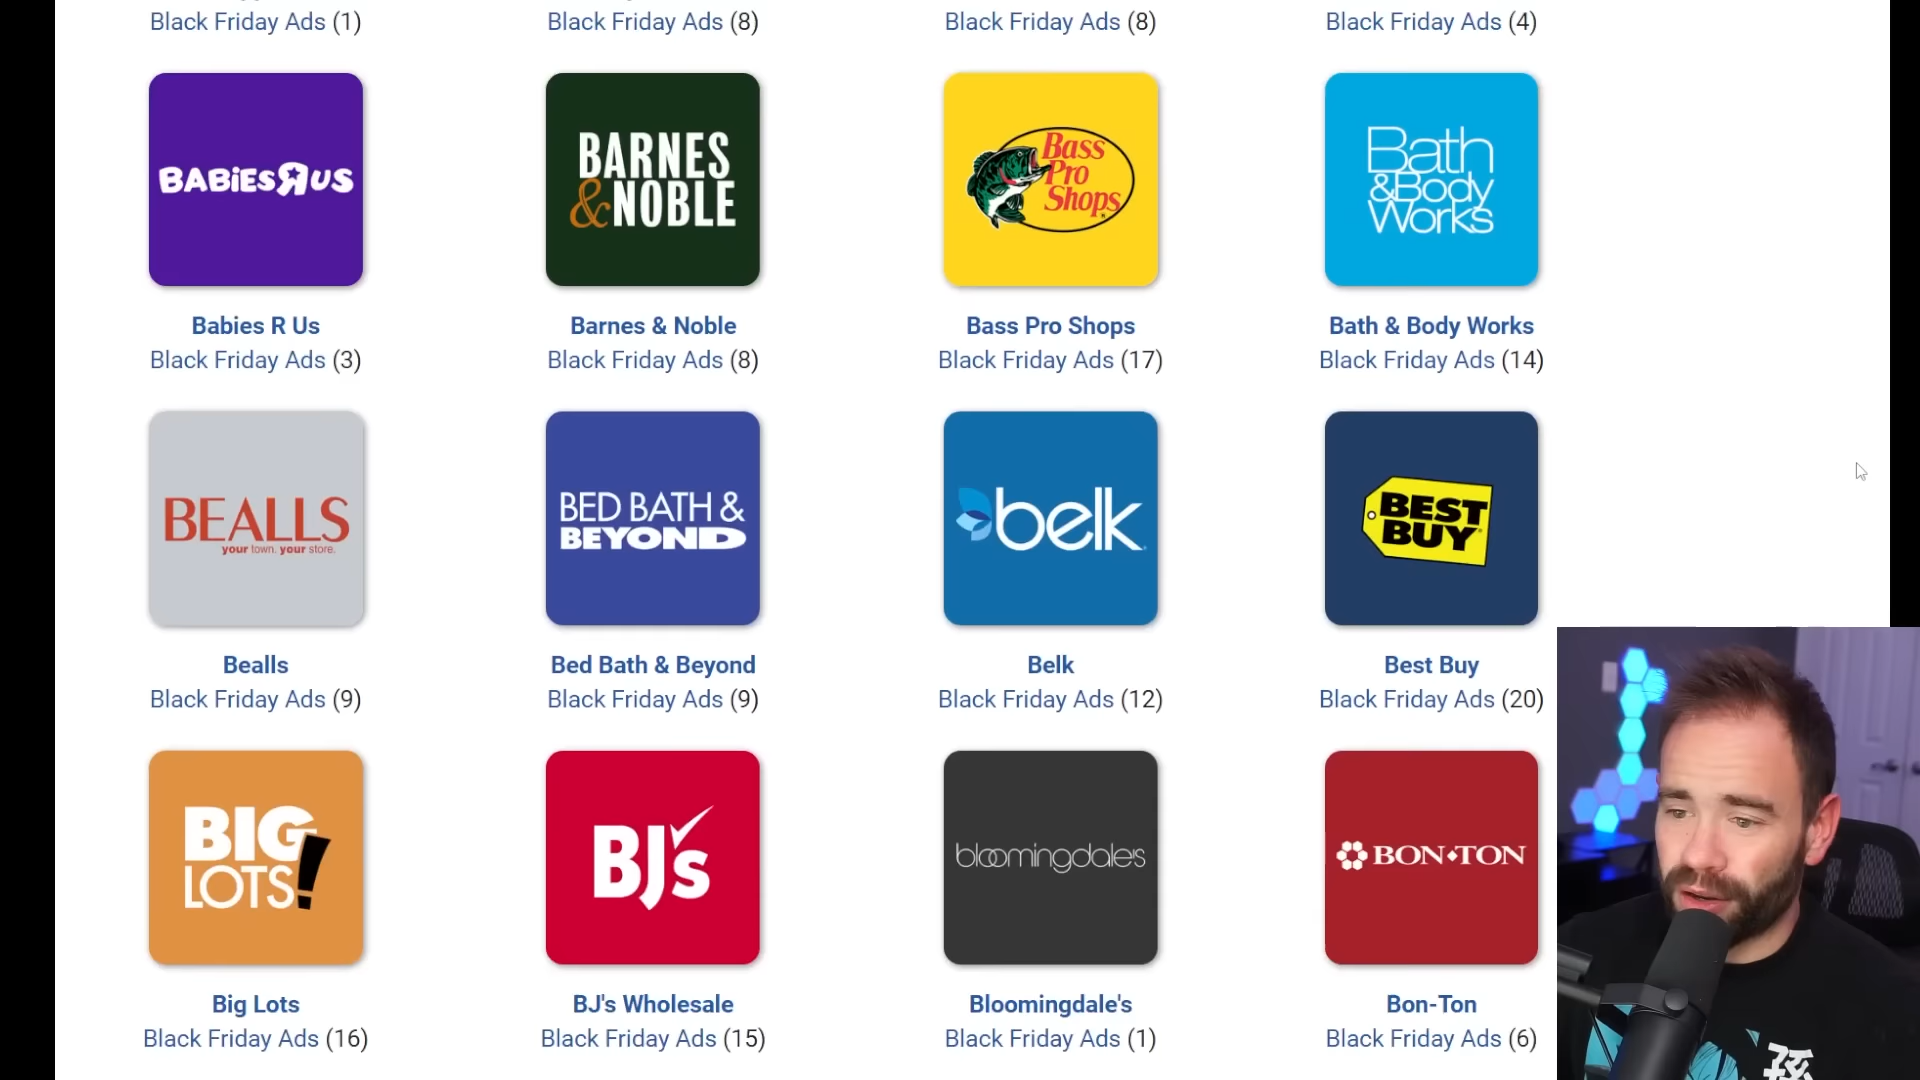 Black Friday Ads (1)
Black Friday Ads (8)
Black Friday Ads (8)
Black Friday Ads (4)
BABiESRUS
BARNES
&NOBLE
Bass
Pro
Shops
Bath
&Body
Works
Babies R Us
Black Friday Ads (3)
Barnes & Noble
Black Friday Ads (8)
Bass Pro Shops
Black Friday Ads (17)
Bath & Body Works
Black Friday Ads (14)
BEALLS
your town. your store.
BED BATH &
BEYOND
belk
BEST
BUY
Bealls
Black Friday Ads (9)
Bed Bath & Beyond
Black Friday Ads (9)
Belk
Black Friday Ads (12)
Best Buy
Black Friday Ads (20)
BIG
LOTS!
BJ's
bloomingdale's
BON•TON
Big Lots
Black Friday Ads (16)
BJ's Wholesale
Black Friday Ads (15)
Bloomingdale's
Black Friday Ads (1)
Bon-Ton
Black Friday Ads (6)